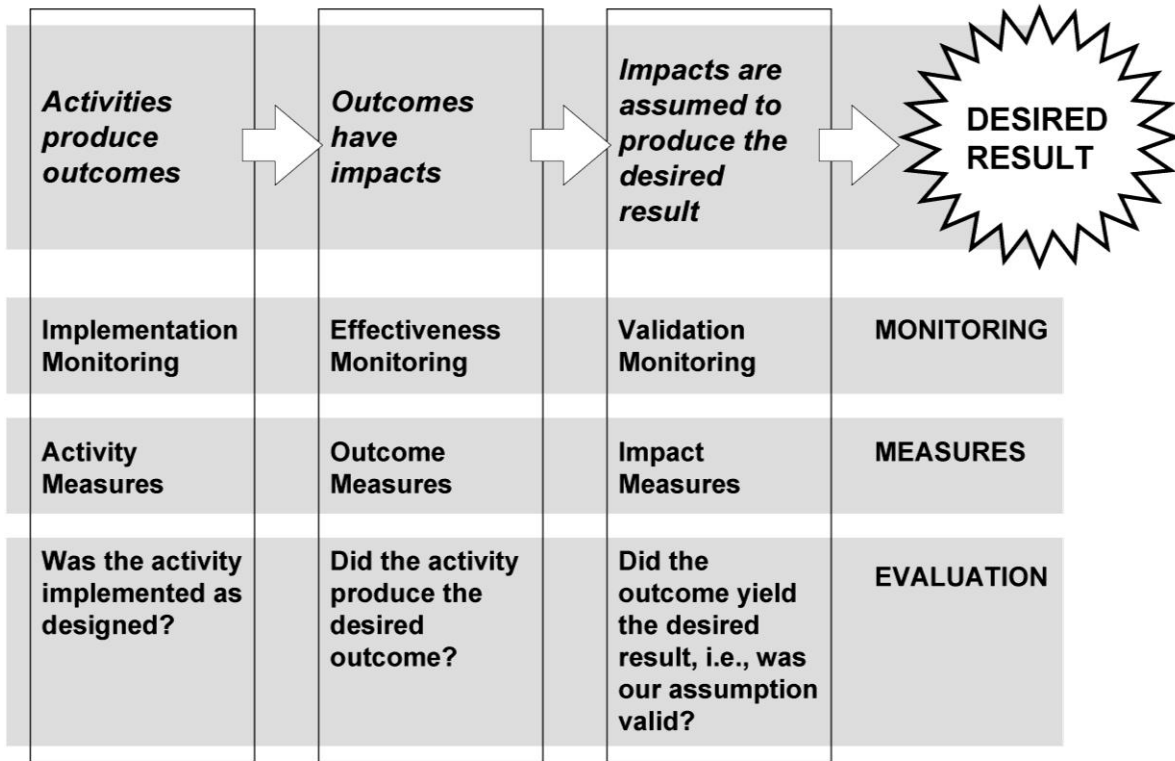 Activities
produce
outcomes
Outcomes
have
impacts
Impacts are
assumed to
produce the
desired
result
DESIRED
RESULT
Implementation
Monitoring
Effectiveness
Monitoring
Validation
Monitoring
MONITORING
Activity
Measures
Outcome
Measures
Impact
Measures
MEASURES
Was the activity
implemented as
designed?
Did the activity
produce the
desired
outcome?
Did the
outcome yield
the desired
result, i.e., was
our assumption
valid?
EVALUATION